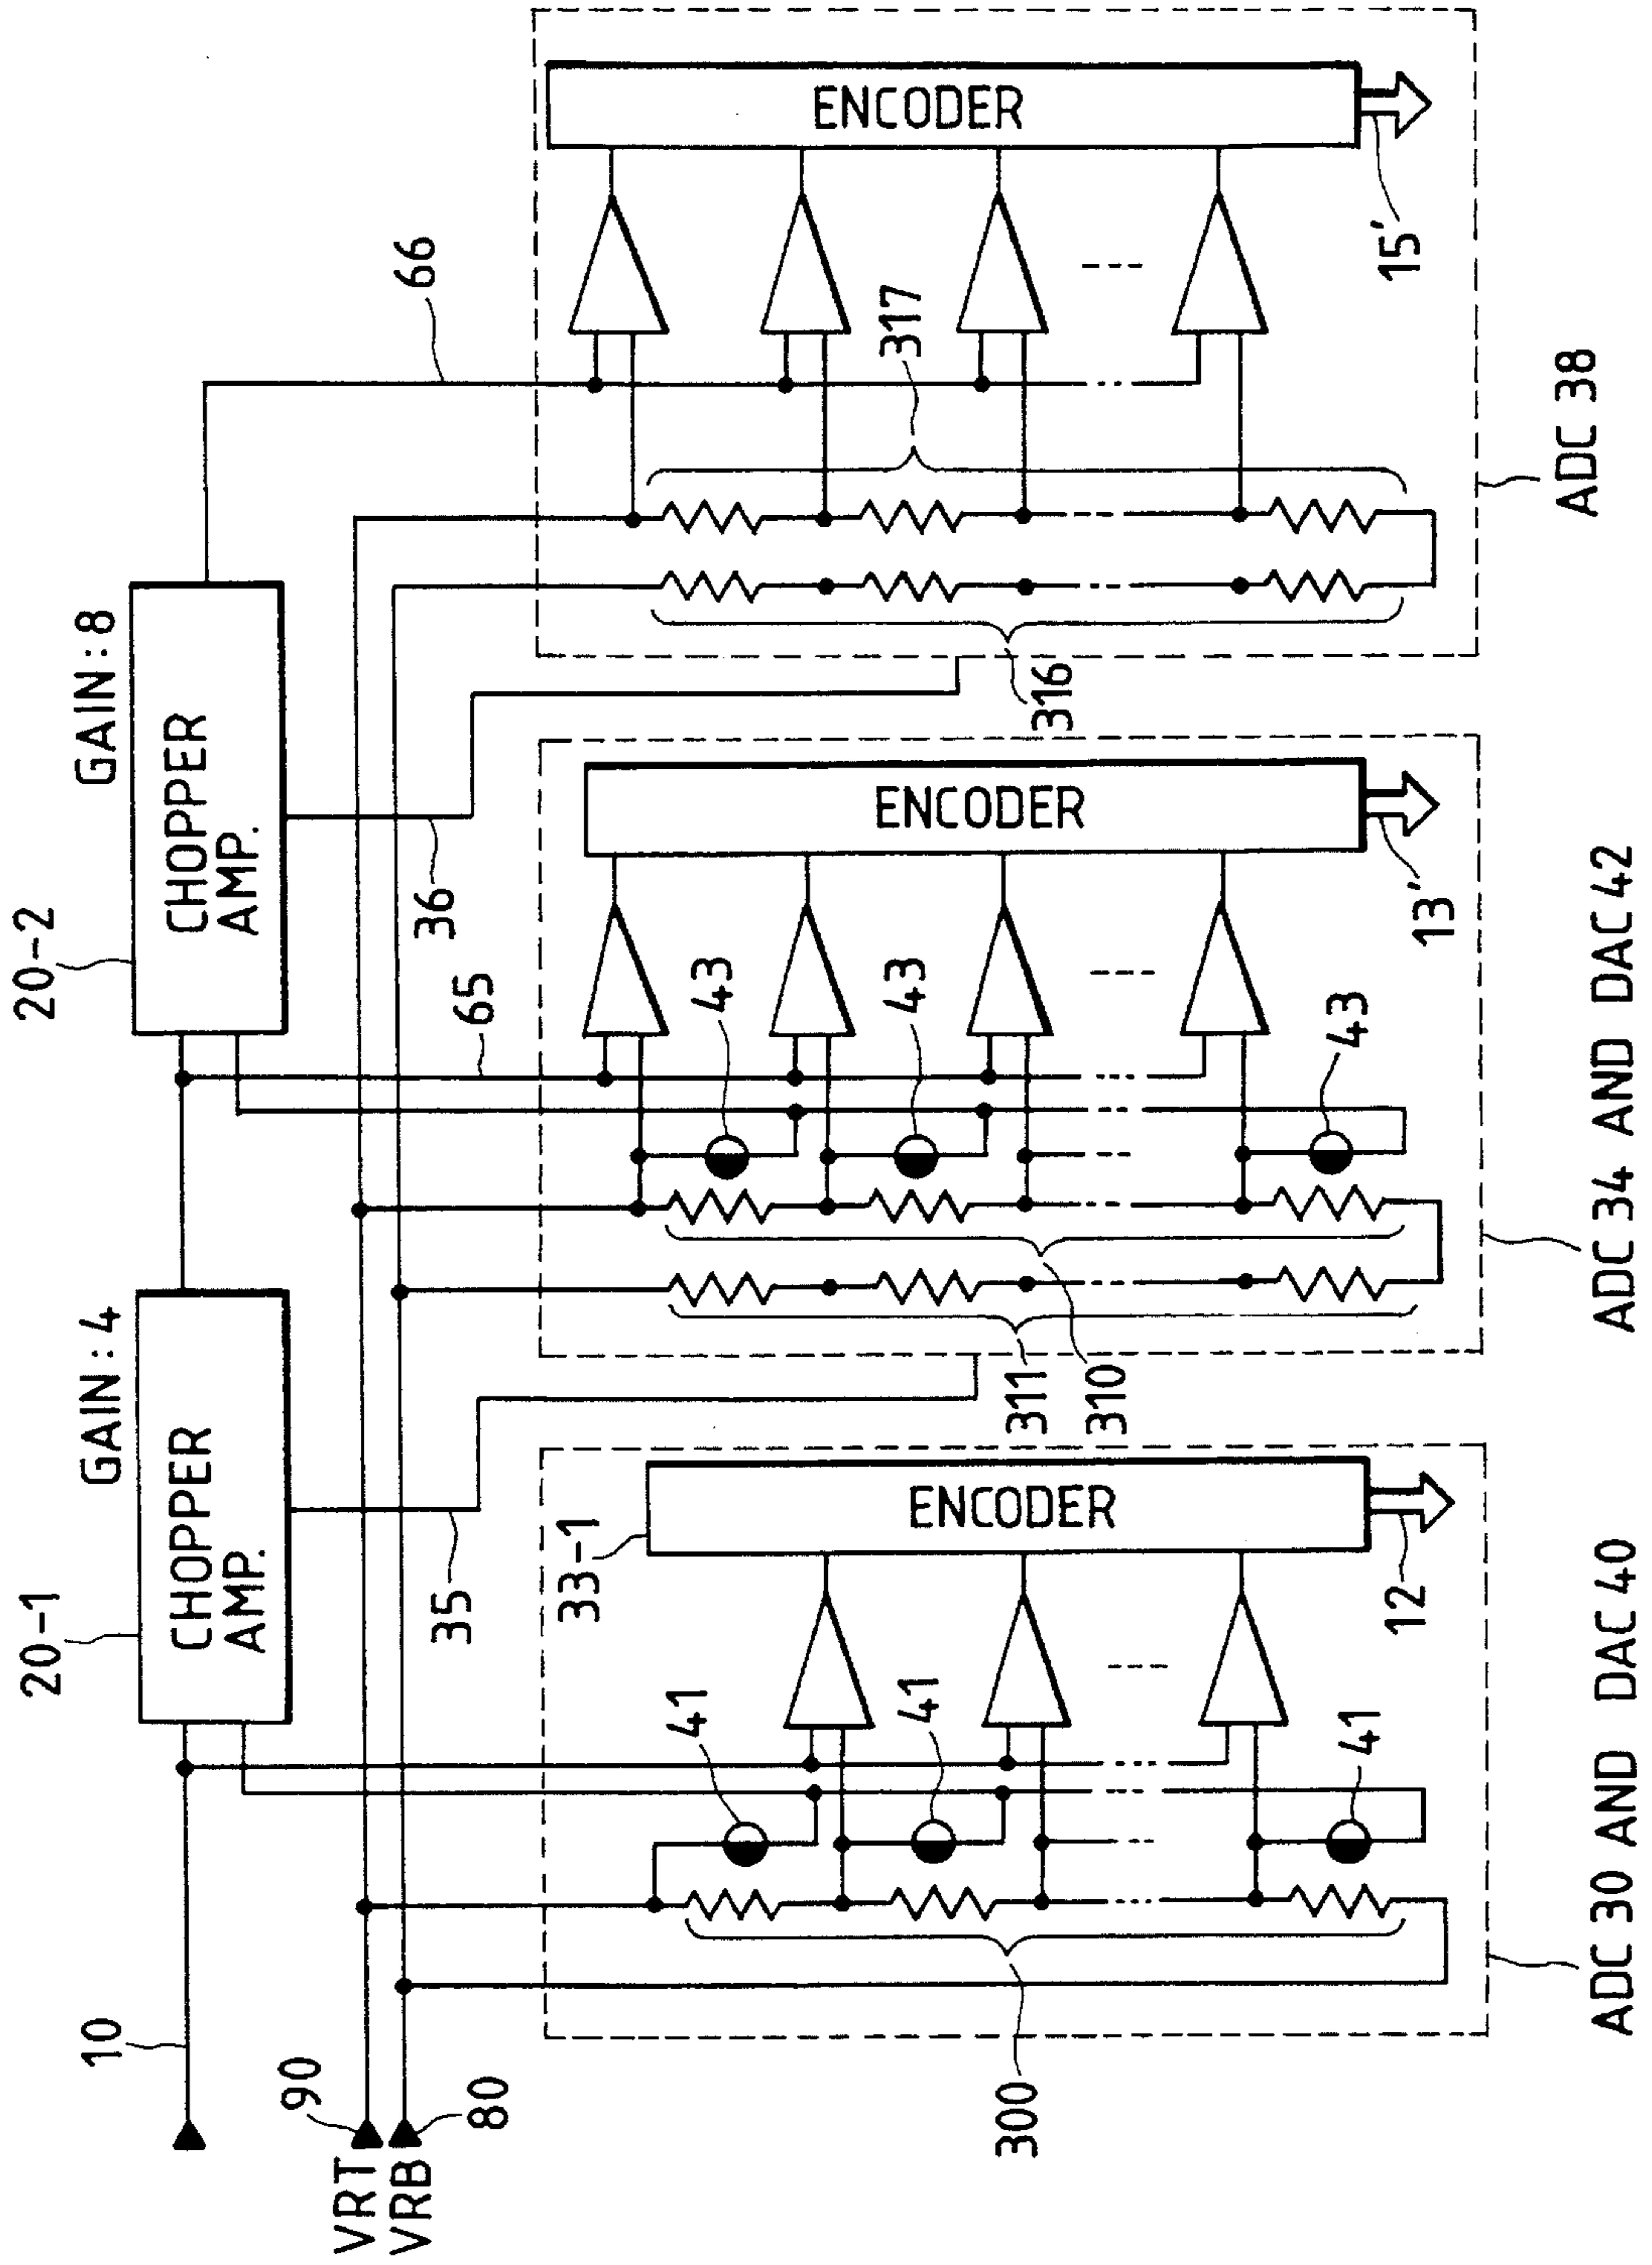 20-1
GAIN : 4
CHOPPER
AMP.
20-2
GAIN : 8
CHOPPER
AMP.
10
90
VRT
VRB
80
35
65
36
66
33-1
ENCODER
41
41
41
300
12
ADC 30 AND DAC 40
ENCODER
43
43
43
311
310
13'
ADC 34 AND DAC 42
ENCODER
317
316
15'
ADC 38